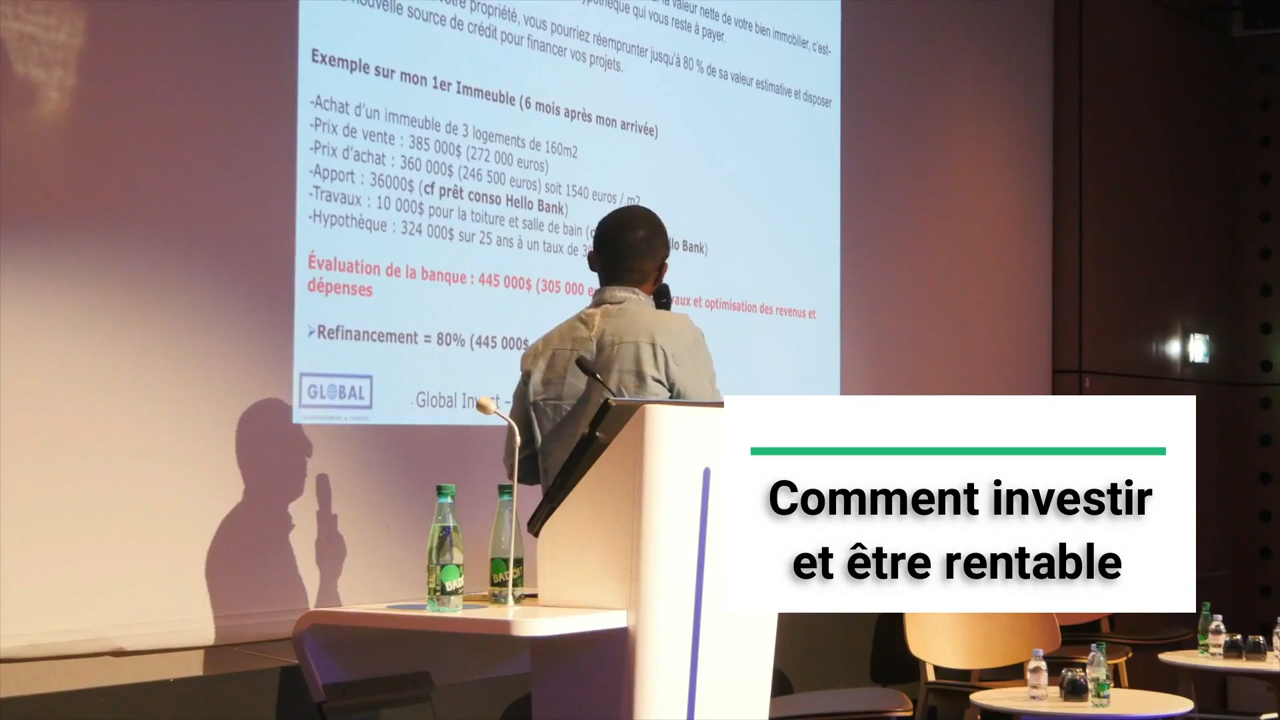 la valeur nette de votre bien immobilier, c'est-
votre propriété, vous pourriez réemprunter jusqu'à 80 % de sa valeur estimative et disposer
hypothèque qui vous reste à payer.
nouvelle source de crédit pour financer vos projets.
Exemple sur mon 1er Immeuble (6 mois après mon arrivée)
-Achat d'un immeuble de 3 logements de 160m2
-Prix de vente : 385 000$ (272 000 euros)
-Prix d'achat : 360 000$ (246 500 euros) soit 1540 euros / m2
-Apport : 36000$ (cf prêt conso Hello Bank)
-Travaux : 10 000$ pour la toiture et salle de bain ( Bank)
-Hypothèque : 324 000$ sur 25 ans à un taux de
Évaluation de la banque : 445 000$ (305 000 et optimisation des revenus et
dépenses
➢Refinancement = 80% (445 000$
GLOBAL
Global Invest –
BADOIT
Comment investir
et être rentable